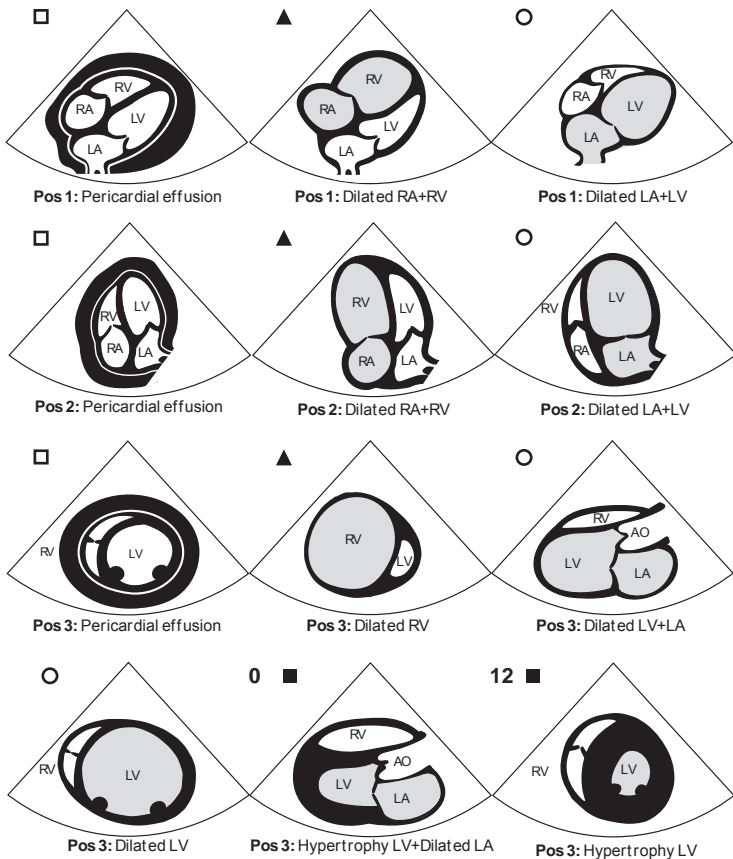 RV
RA
LV
LA
Pos 1: Pericardial effusion
RV
RA
LV
LA
Pos 1: Dilated RA+RV
RV
RA
LV
LA
Pos 1: Dilated LA+LV
RV
LV
RA
LA
Pos 2: Pericardial effusion
RV
LV
RA
LA
Pos 2: Dilated RA+RV
RV
LV
RA
LA
Pos 2: Dilated LA+LV
RV
LV
Pos 3: Pericardial effusion
RV
LV
Pos 3: Dilated RV
RV
AO
LV
LA
Pos 3: Dilated LV+LA
RV
LV
Pos 3: Dilated LV
0
RV
AO
LV
LA
Pos 3: Hypertrophy LV+Dilated LA
12
RV
LV
Pos 3: Hypertrophy LV